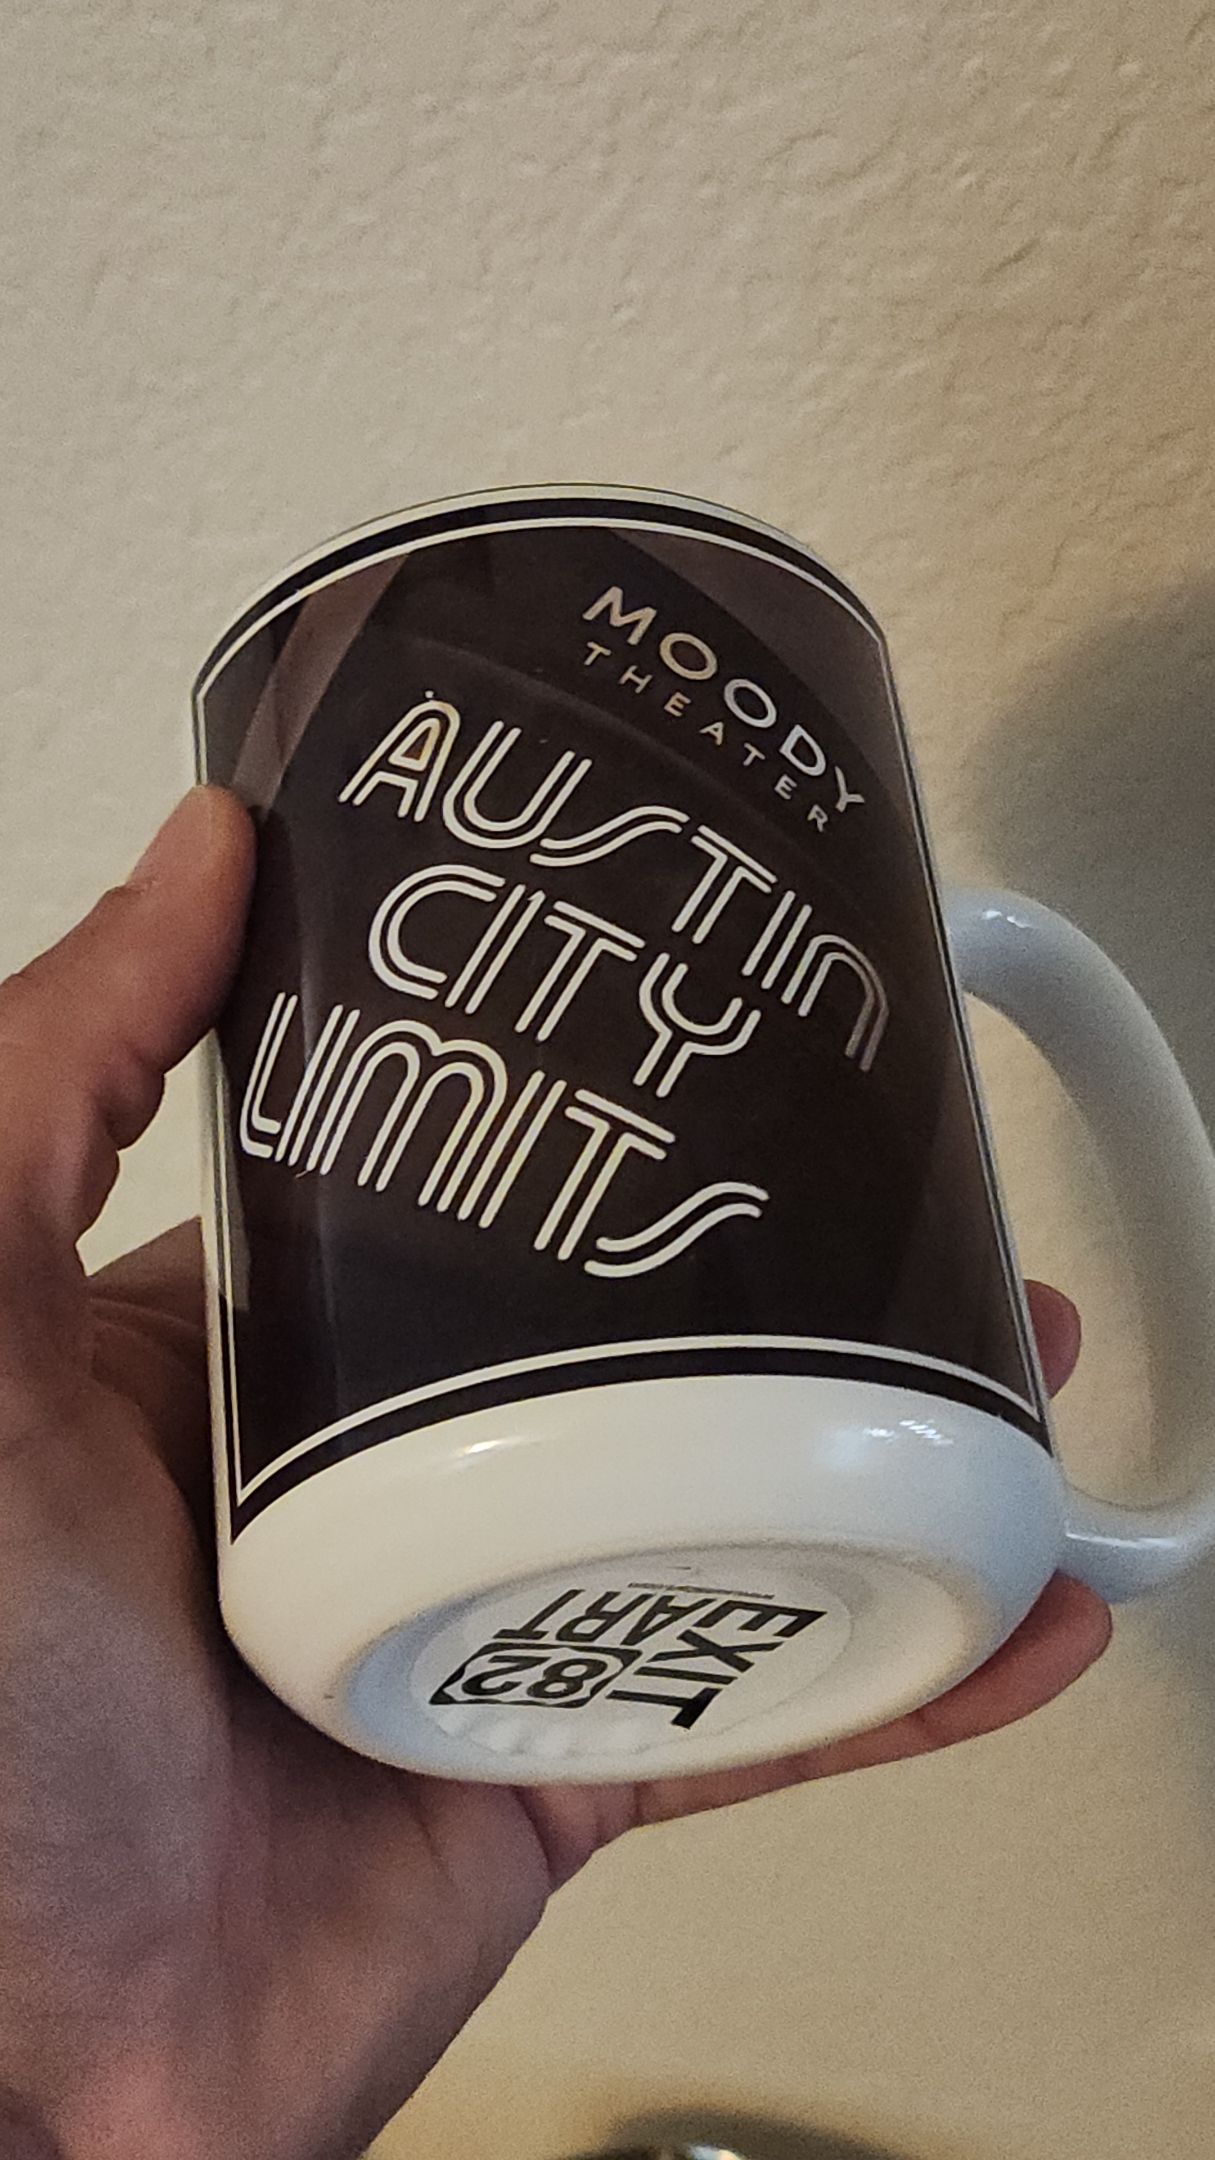 MOODY
THEATER
AUSTIN
CITY
LIMITS
EXIT
82
ART